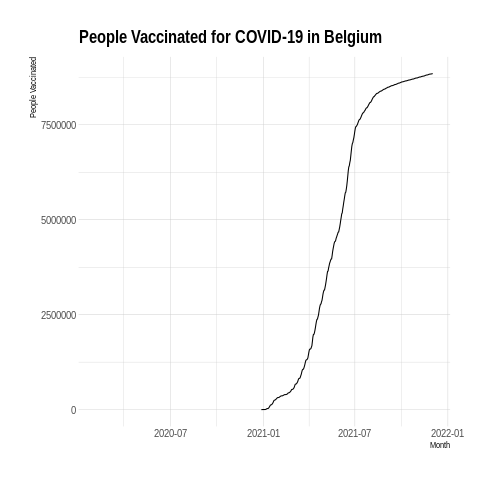 People Vaccinated for COVID-19 in Belgium
People Vaccinated
7500000
5000000
2500000
0
2020-07 2021-01 2021-07 2022-01
Month